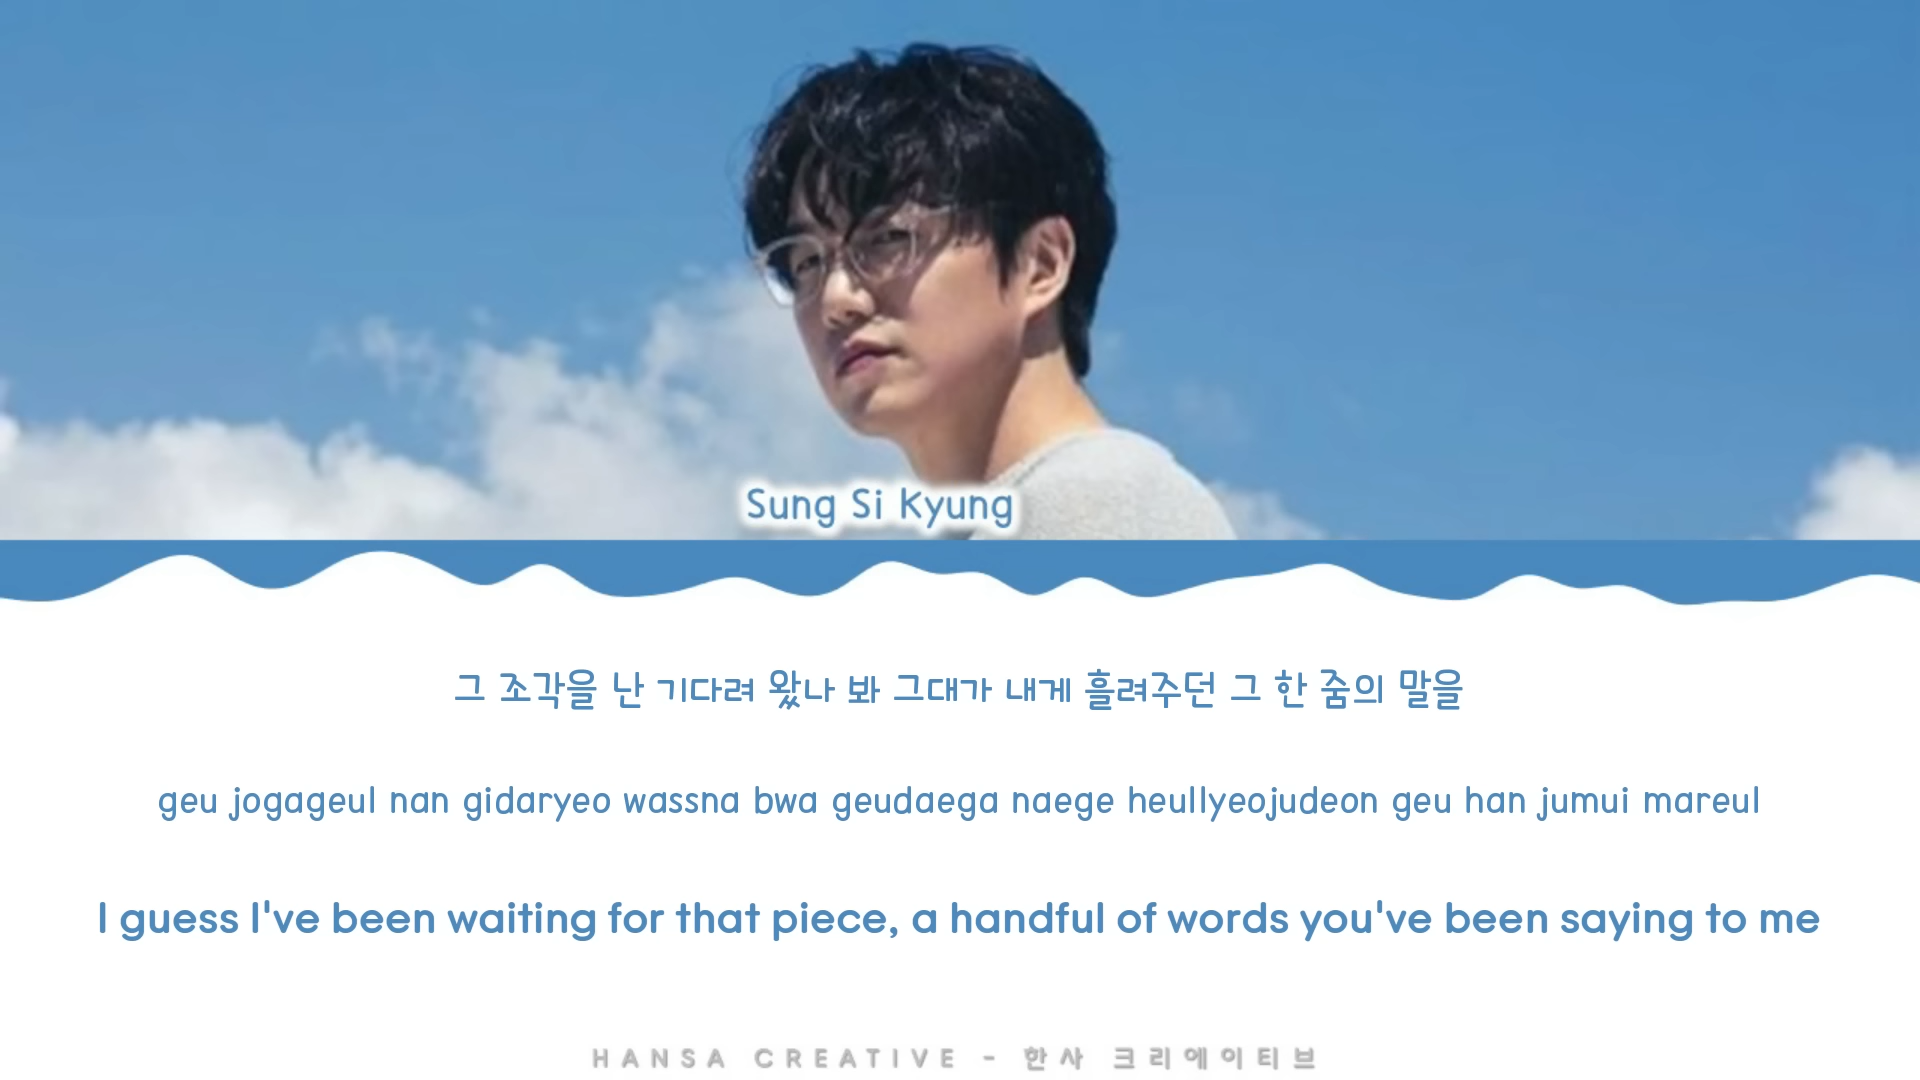 Sung Si Kyung
그 조각을 난 기다려 왔나 봐 그대가 내게 흘려주던 그 한 줌의 말을
geu jogageul nan gidaryeo wassna bwa geudaega naege heullyeojudeon geu han jumui mareul
I guess I've been waiting for that piece, a handful of words you've been saying to me
HANSA CREATIVE - 한사 크리에이티브